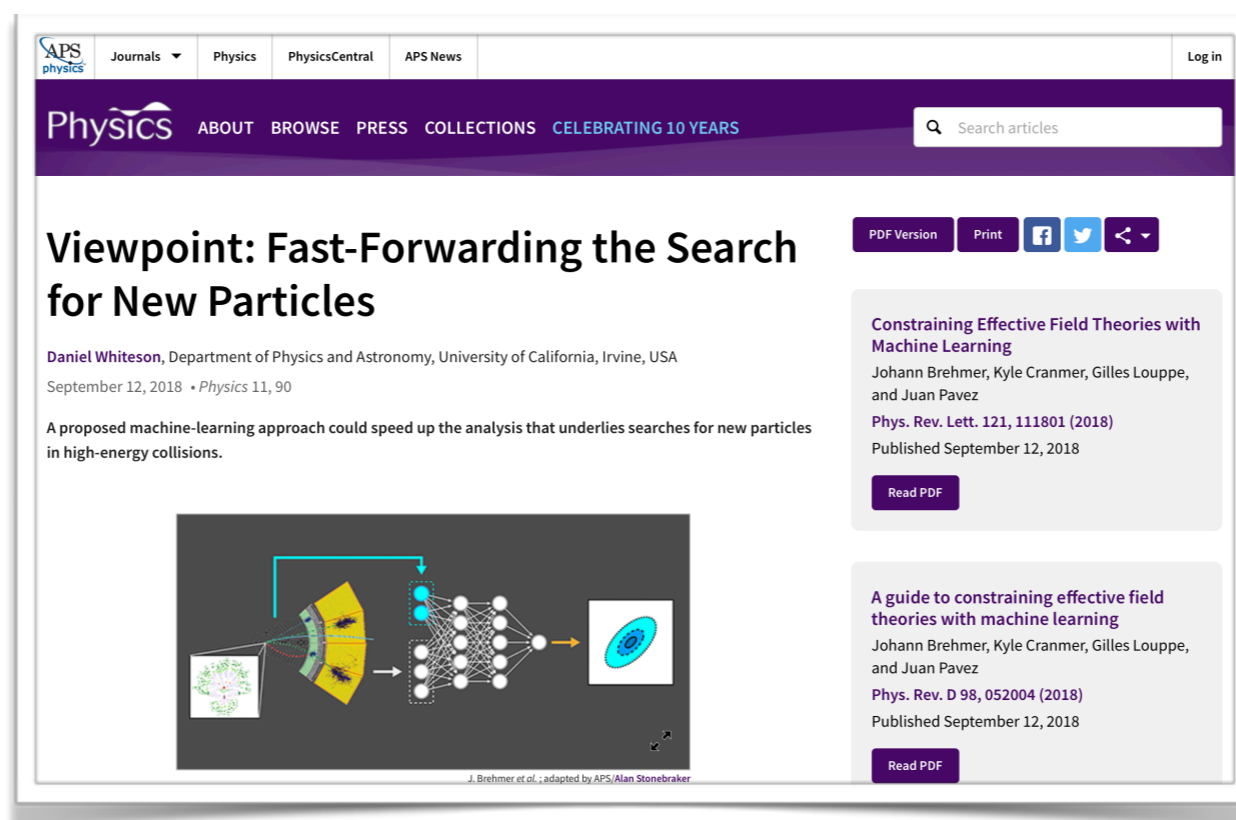 APS
physics
Journals
Physics
PhysicsCentral
APS News
Log in
Physics
ABOUT
BROWSE
PRESS
COLLECTIONS
CELEBRATING 10 YEARS
Search articles
Viewpoint: Fast-Forwarding the Search
for New Particles
Daniel Whiteson, Department of Physics and Astronomy, University of California, Irvine, USA
September 12, 2018 • Physics 11, 90
A proposed machine-learning approach could speed up the analysis that underlies searches for new particles
in high-energy collisions.
J. Brehmer et al. ; adapted by APS/Alan Stonebraker
PDF Version
Print
Constraining Effective Field Theories with
Machine Learning
Johann Brehmer, Kyle Cranmer, Gilles Louppe,
and Juan Pavez
Phys. Rev. Lett. 121, 111801 (2018)
Published September 12, 2018
Read PDF
A guide to constraining effective field
theories with machine learning
Johann Brehmer, Kyle Cranmer, Gilles Louppe,
and Juan Pavez
Phys. Rev. D 98, 052004 (2018)
Published September 12, 2018
Read PDF